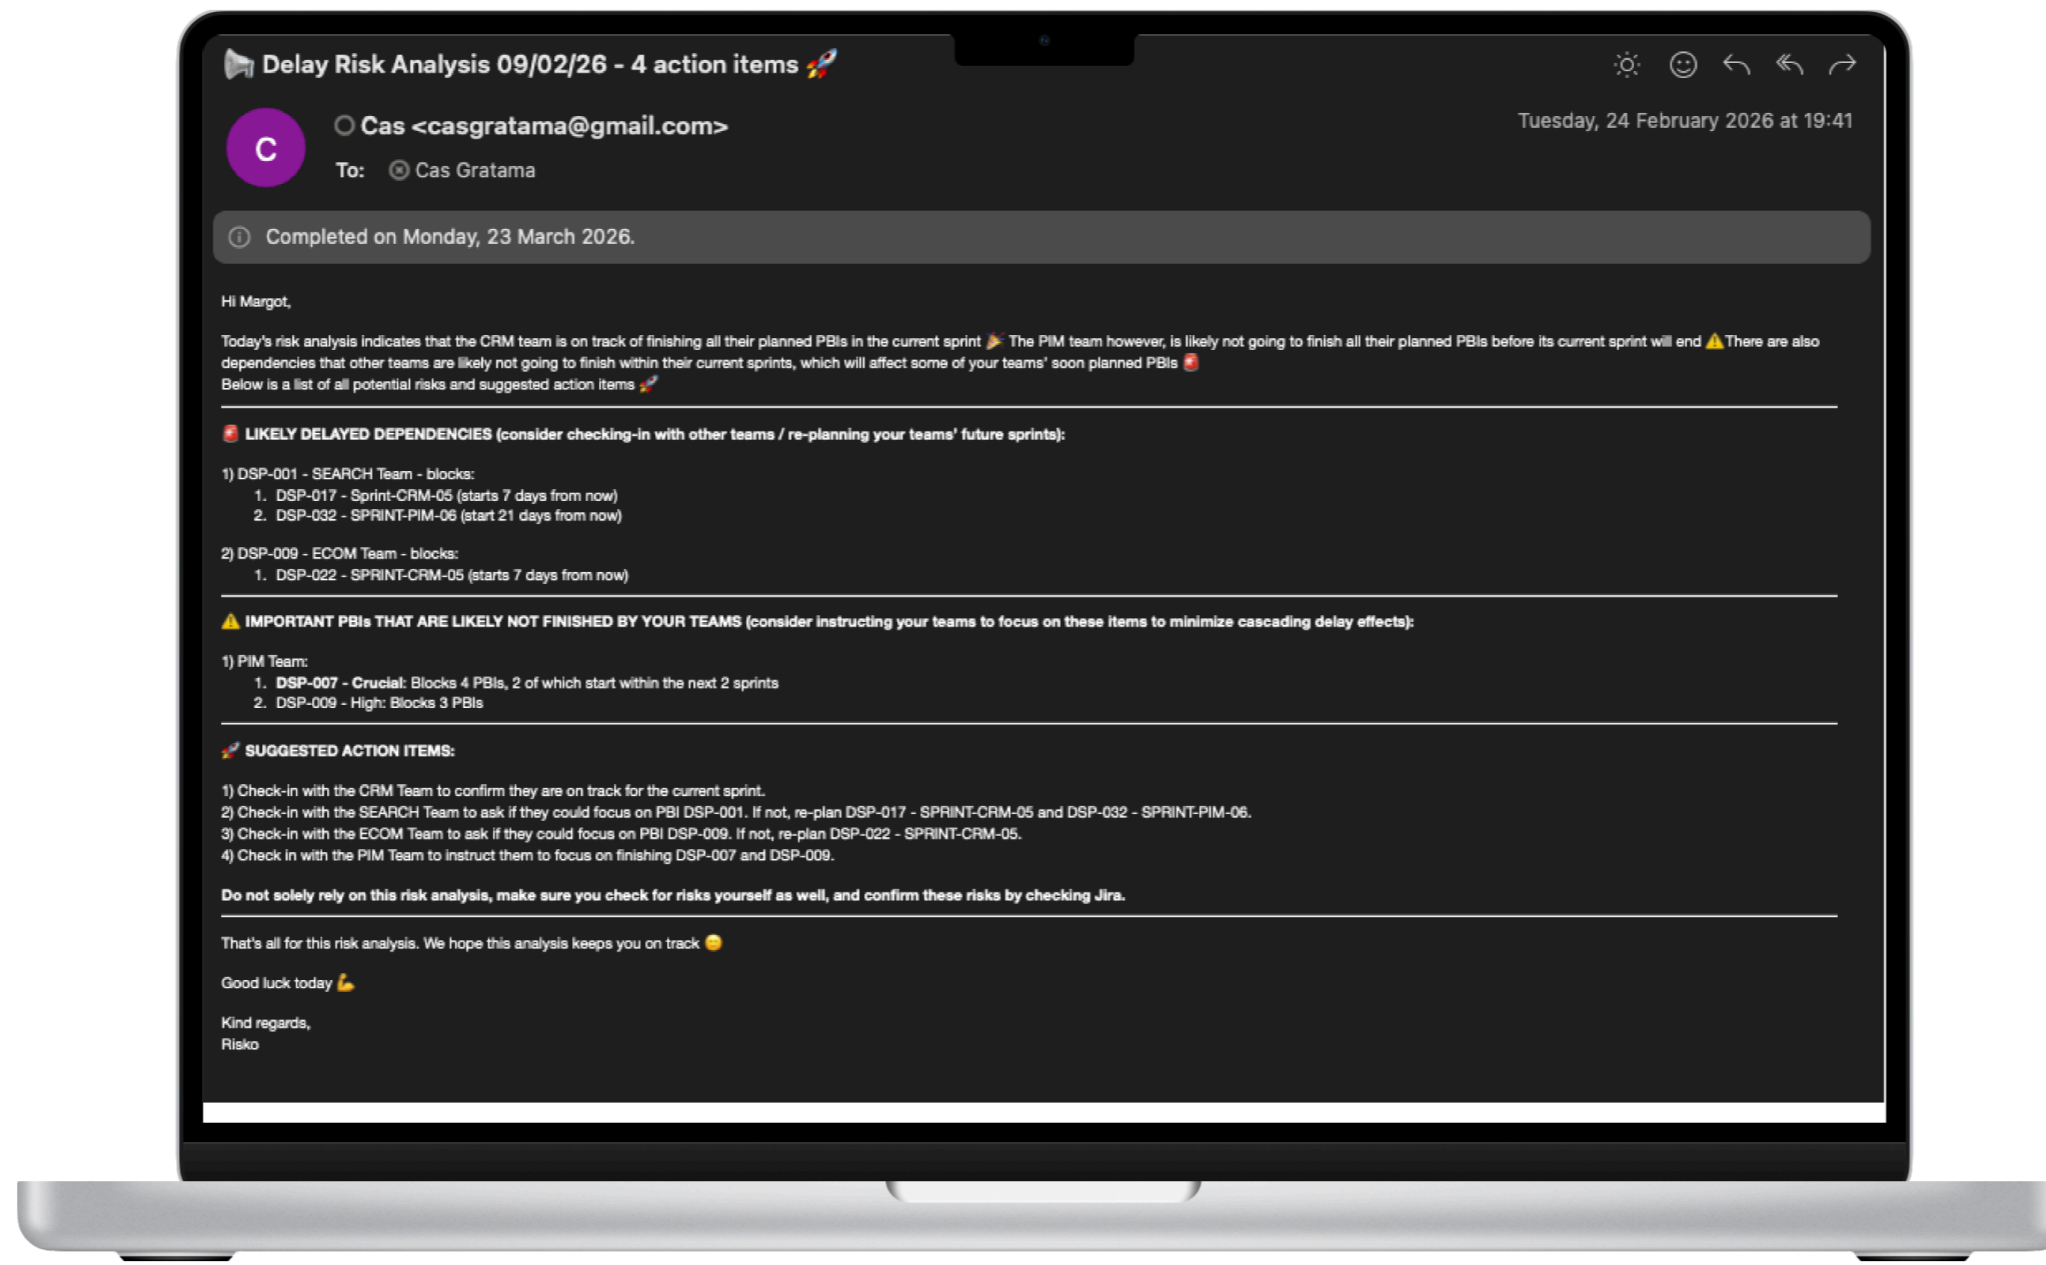 📢 Delay Risk Analysis 09/02/26 - 4 action items 🚀
C
Cas <casgratama@gmail.com>
Tuesday, 24 February 2026 at 19:41
To: Cas Gratama
Completed on Monday, 23 March 2026.
Hi Margot,
Today's risk analysis indicates that the CRM team is on track of finishing all their planned PBIs in the current sprint 🎉 The PIM team however, is likely not going to finish all their planned PBIs before its current sprint will end ⚠️There are also
dependencies that other teams are likely not going to finish within their current sprints, which will affect some of your teams' soon planned PBIs 🚨
Below is a list of all potential risks and suggested action items 🚀
🚨 LIKELY DELAYED DEPENDENCIES (consider checking-in with other teams / re-planning your teams' future sprints):
1) DSP-001 - SEARCH Team - blocks:
1. DSP-017 - Sprint-CRM-05 (starts 7 days from now)
2. DSP-032 - SPRINT-PIM-06 (start 21 days from now)
2) DSP-009 - ECOM Team - blocks:
1. DSP-022 - SPRINT-CRM-05 (starts 7 days from now)
⚠️ IMPORTANT PBIs THAT ARE LIKELY NOT FINISHED BY YOUR TEAMS (consider instructing your teams to focus on these items to minimize cascading delay effects):
1) PIM Team:
1. DSP-007 - Crucial: Blocks 4 PBIs, 2 of which start within the next 2 sprints
2. DSP-009 - High: Blocks 3 PBIs
🚀 SUGGESTED ACTION ITEMS:
1) Check-in with the CRM Team to confirm they are on track for the current sprint.
2) Check-in with the SEARCH Team to ask if they could focus on PBI DSP-001. If not, re-plan DSP-017 - SPRINT-CRM-05 and DSP-032 - SPRINT-PIM-06.
3) Check-in with the ECOM Team to ask if they could focus on PBI DSP-009. If not, re-plan DSP-022 - SPRINT-CRM-05.
4) Check in with the PIM Team to instruct them to focus on finishing DSP-007 and DSP-009.
Do not solely rely on this risk analysis, make sure you check for risks yourself as well, and confirm these risks by checking Jira.
That's all for this risk analysis. We hope this analysis keeps you on track 😊
Good luck today 💪
Kind regards,
Risko